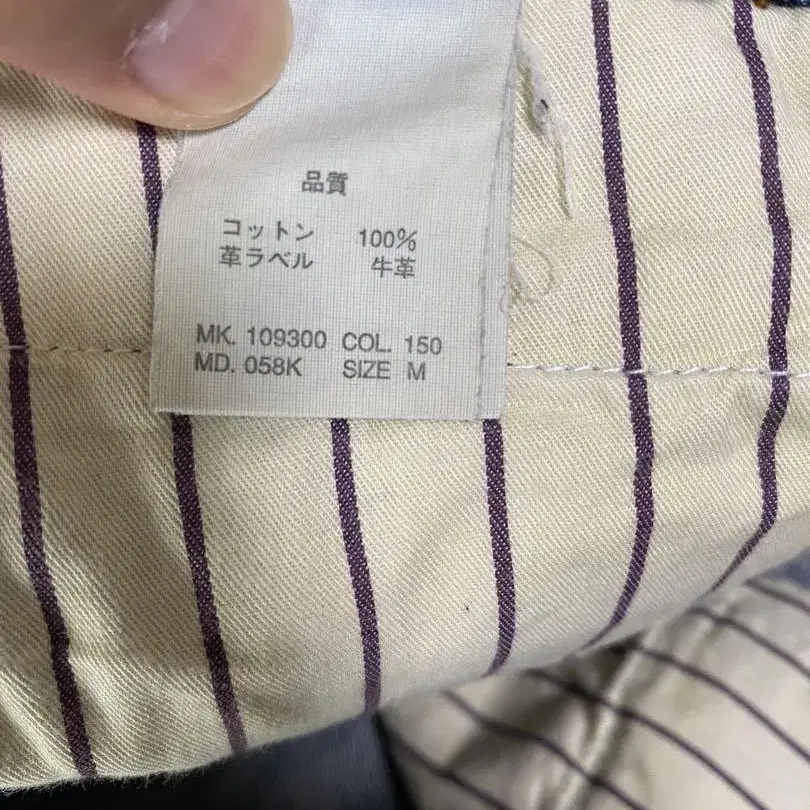 品質
コットン 100%
革ラベル 牛革
MK. 109300 COL. 150
MD. 058K SIZE M